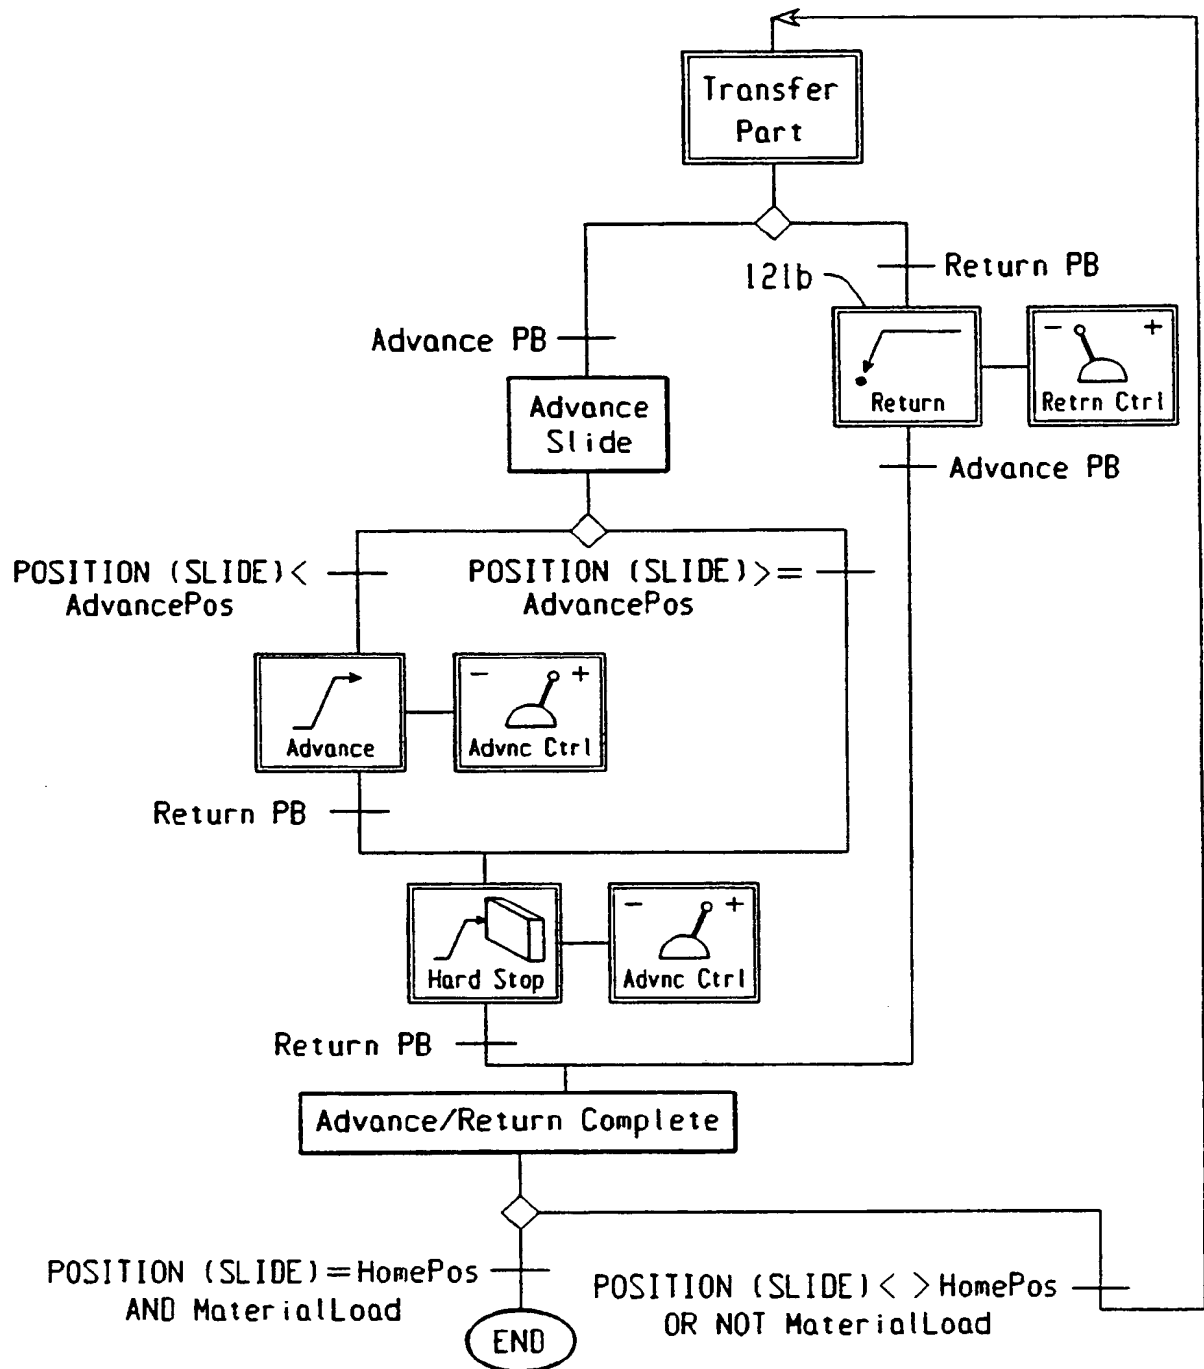 Transfer
Part
Return PB
121b
Advance PB
- +
Return
Retrn Ctrl
Advance
Slide
Advance PB
POSITION (SLIDE)<
AdvancePos
POSITION (SLIDE)>=
AdvancePos
- +
Advance
Advnc Ctrl
Return PB
- +
Hard Stop
Advnc Ctrl
Return PB
Advance/Return Complete
POSITION (SLIDE)=HomePos
AND MaterialLoad
POSITION (SLIDE)< >HomePos
OR NOT MaterialLoad
END